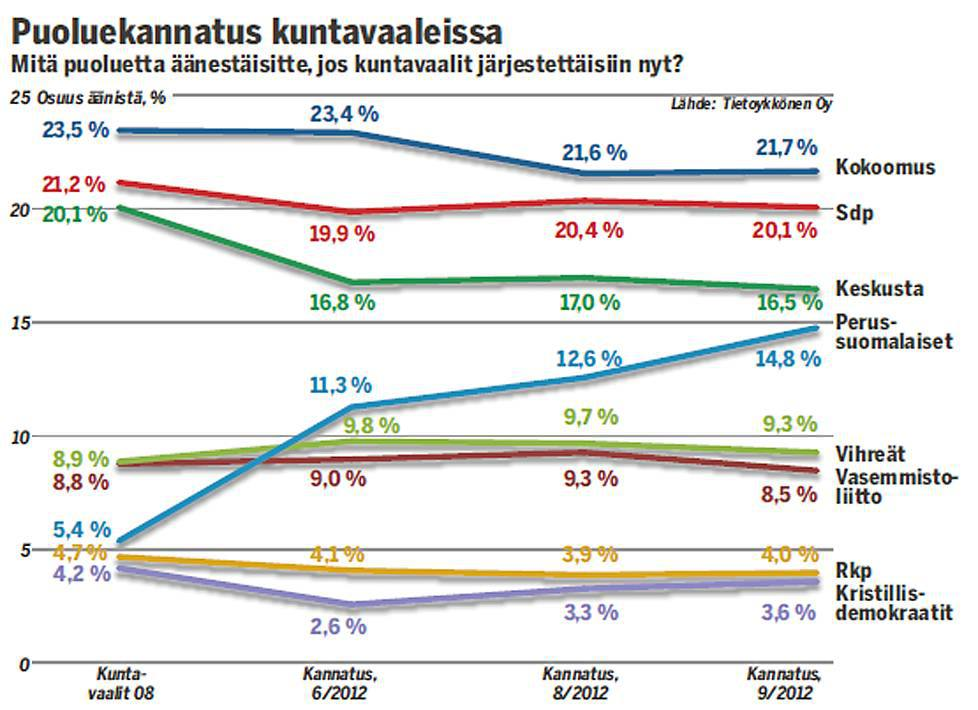 Puoluekannatus kuntavaaleissa
Mitä puoluetta äänestäisitte, jos kuntavaalit järjestettäisiin nyt?
25 Osuus äänistä, %
Lähde: Tietoykkönen Oy
23,5 % 23,4 % 21,6 % 21,7 % Kokoomus
21,2 % 19,9 % 20,4 % 20,1 % Sdp
20
20,1 % 16,8 % 17,0 % 16,5 % Keskusta
15
5,4 % 11,3 % 12,6 % 14,8 % Perus-
suomalaiset
10
8,9 % 9,8 % 9,7 % 9,3 % Vihreät
8,8 % 9,0 % 9,3 % 8,5 % Vasemmisto-
liitto
5
4,7 % 4,1 % 3,9 % 4,0 % Rkp
4,2 % 2,6 % 3,3 % 3,6 % Kristillis-
demokraatit
0
Kunta-
vaalit 08
Kannatus,
6/2012
Kannatus,
8/2012
Kannatus,
9/2012